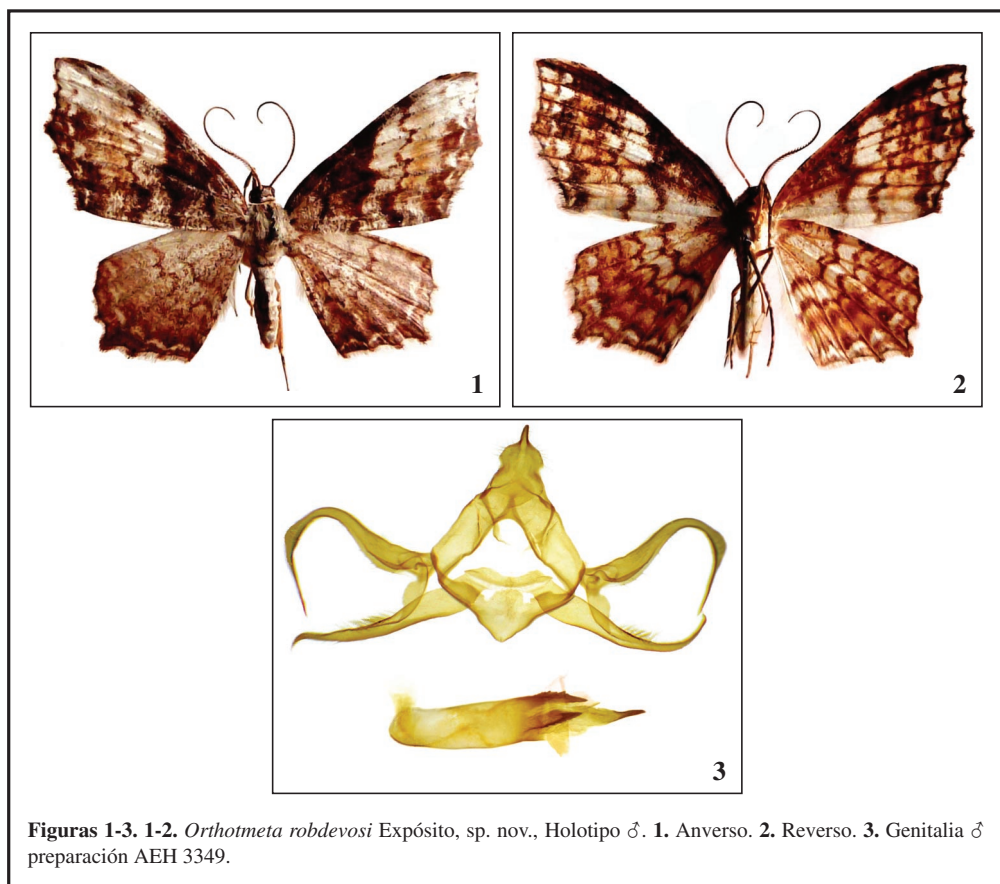 1
2
3
Figuras 1-3. 1-2. Orthotmeta robdevosi Expósito, sp. nov., Holotipo ♂. 1. Anverso. 2. Reverso. 3. Genitalia ♂
preparación AEH 3349.